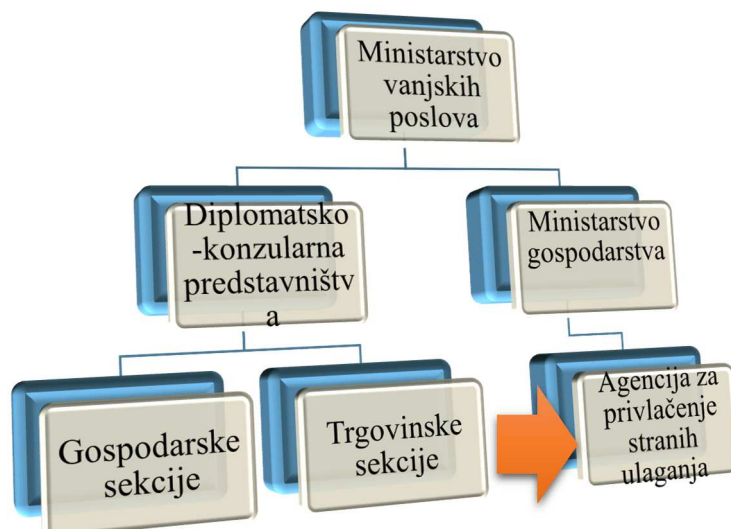 Ministarstvo
vanjskih
poslova
Diplomatsko
-konzularna
predstavništv
a
Ministarstvo
gospodarstva
Gospodarske
sekcije
Trgovinske
sekcije
Agencija za
privlačenje
stranih
ulaganja